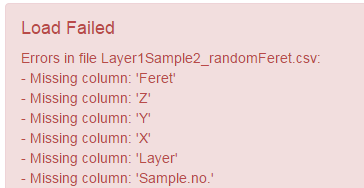 Load Failed
Errors in file Layer1Sample2_randomFeret.csv:
- Missing column: 'Feret'
- Missing column: 'Z'
- Missing column: 'Y'
- Missing column: 'X'
- Missing column: 'Layer'
- Missing column: 'Sample.no.'